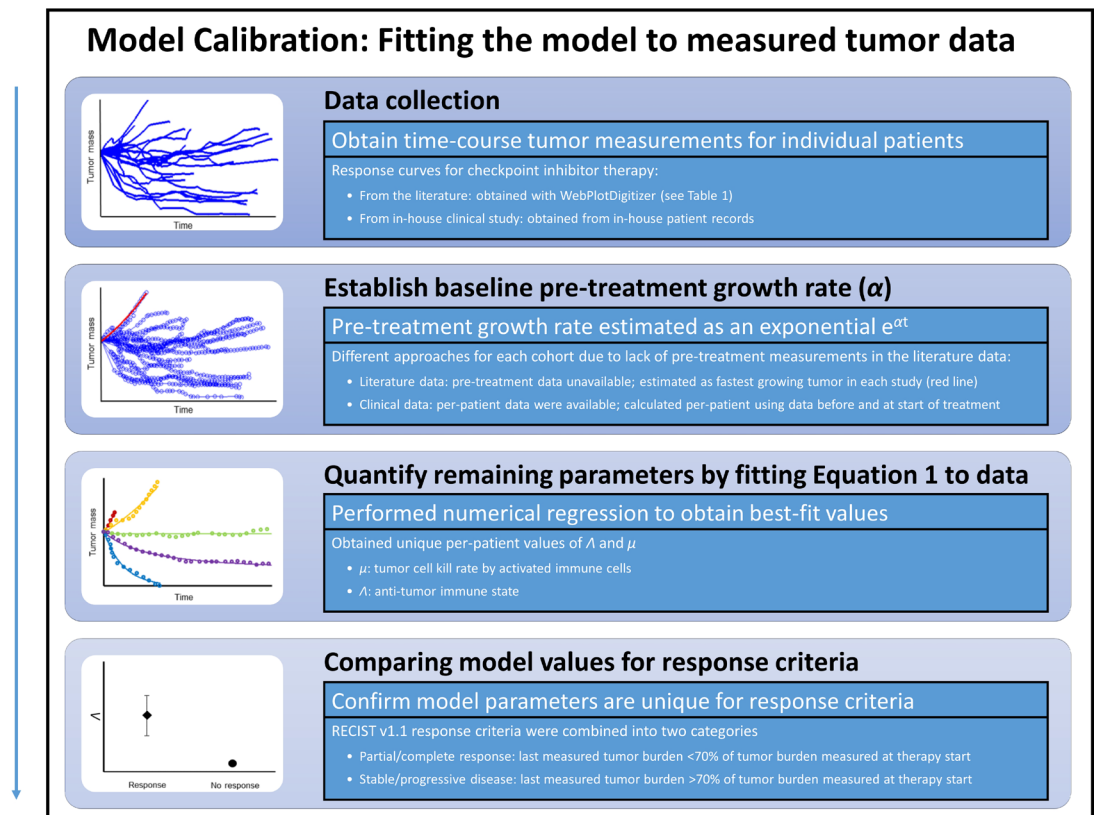 Model Calibration: Fitting the model to measured tumor data
Tumor mass
Time
Data collection
Obtain time-course tumor measurements for individual patients
Response curves for checkpoint inhibitor therapy:
• From the literature: obtained with WebPlotDigitizer (see Table 1)
• From in-house clinical study: obtained from in-house patient records
Tumor mass
Time
Establish baseline pre-treatment growth rate (α)
Pre-treatment growth rate estimated as an exponential e^αt
Different approaches for each cohort due to lack of pre-treatment measurements in the literature data:
• Literature data: pre-treatment data unavailable; estimated as fastest growing tumor in each study (red line)
• Clinical data: per-patient data were available; calculated per-patient using data before and at start of treatment
Tumor mass
Time
Quantify remaining parameters by fitting Equation 1 to data
Performed numerical regression to obtain best-fit values
Obtained unique per-patient values of Λ and μ
• μ: tumor cell kill rate by activated immune cells
• Λ: anti-tumor immune state
Λ
Response No response
Comparing model values for response criteria
Confirm model parameters are unique for response criteria
RECIST v1.1 response criteria were combined into two categories
• Partial/complete response: last measured tumor burden <70% of tumor burden measured at therapy start
• Stable/progressive disease: last measured tumor burden >70% of tumor burden measured at therapy start